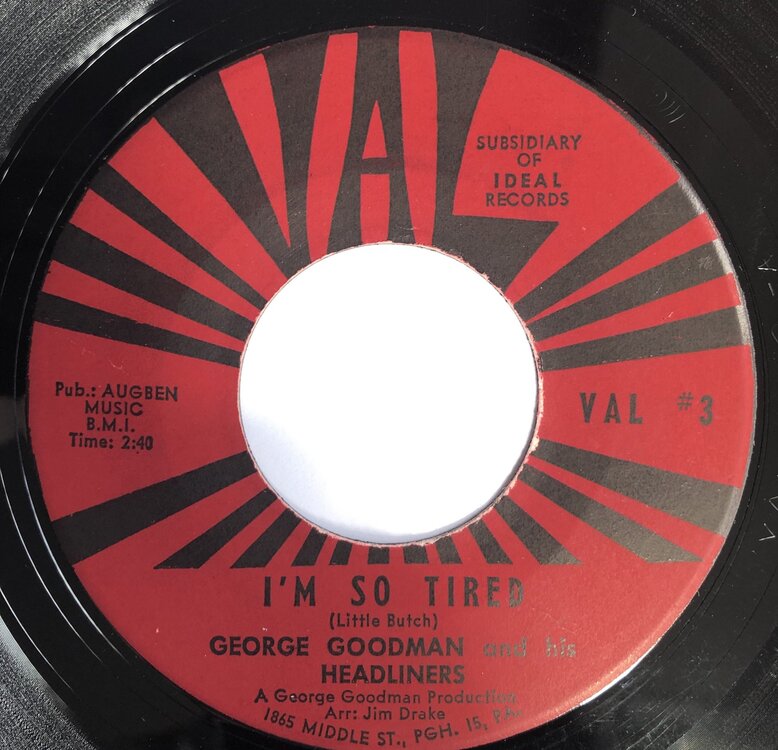 VAL
SUBSIDIARY
OF
IDEAL
RECORDS
Pub.: AUGBEN
MUSIC
B.M.I.
Time: 2:40
VAL #3
I'M SO TIRED
(Little Butch)
GEORGE GOODMAN and his
HEADLINERS
A George Goodman Production
Arr: Jim Drake
1865 MIDDLE ST., PGH. 15, PA.